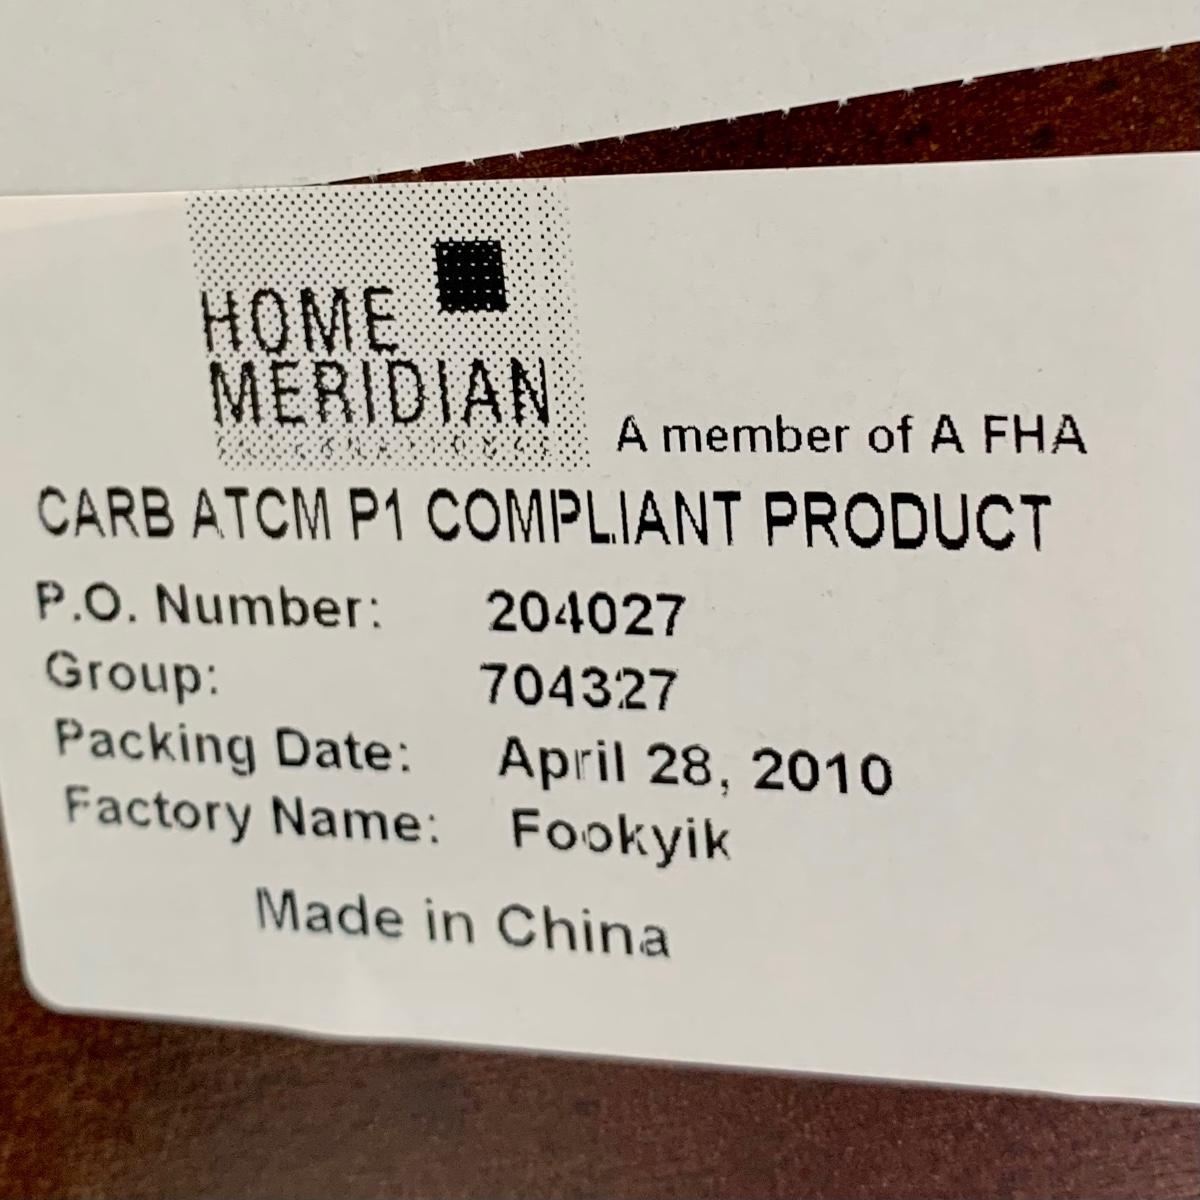 HOME
MERIDIAN
A member of A FHA
CARB ATCM P1 COMPLIANT PRODUCT
P.O. Number: 204027
Group: 704327
Packing Date: April 28, 2010
Factory Name: Fookyik
Made in China